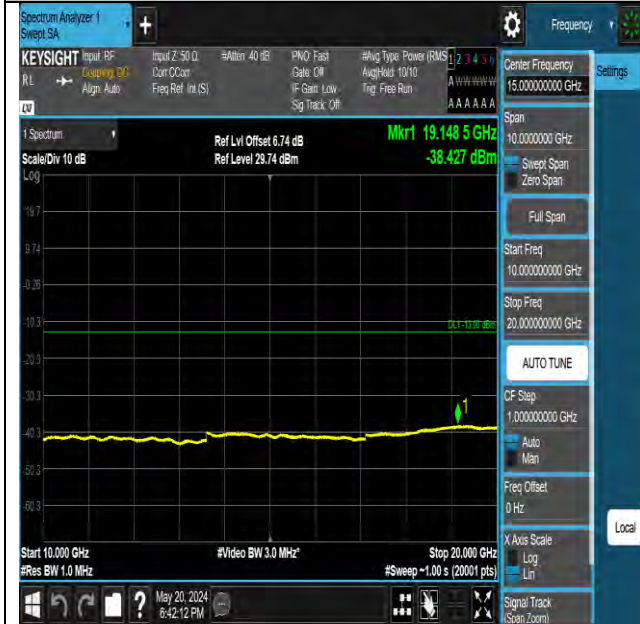 Spectrum Analyzer 1
Swept SA
+
Frequency
KEYSIGHT
RL
Input: RF
Coupling: DC
Align: Auto
Input Z: 50 Ω
Corr CCorr
Freq Ref: Int (S)
#Atten: 40 dB
PNO: Fast
Gate: Off
IF Gain: Low
Sig Track: Off
#Avg Type: Power (RMS
Avg|Hold: 10/10
Trig: Free Run
1 2 3 4 5 6
A W W W W W
A A A A A A
1 Spectrum
Scale/Div 10 dB
Log
Ref Lvl Offset 6.74 dB
Ref Level 29.74 dBm
Mkr1 19.148 5 GHz
-38.427 dBm
19.7
9.74
-0.26
-10.3
DL1 -13.00 dBm
-20.3
-30.3
1
-40.3
-50.3
-60.3
Start 10.000 GHz
#Res BW 1.0 MHz
#Video BW 3.0 MHz*
Stop 20.000 GHz
#Sweep ~1.00 s (20001 pts)
Center Frequency
15.000000000 GHz
Settings
Span
10.0000000 GHz
Swept Span
Zero Span
Full Span
Start Freq
10.000000000 GHz
Stop Freq
20.000000000 GHz
AUTO TUNE
CF Step
1.000000000 GHz
Auto
Man
Freq Offset
0 Hz
X Axis Scale
Log
Lin
Local
Signal Track
(Span Zoom)
?
May 20, 2024
6:42:12 PM